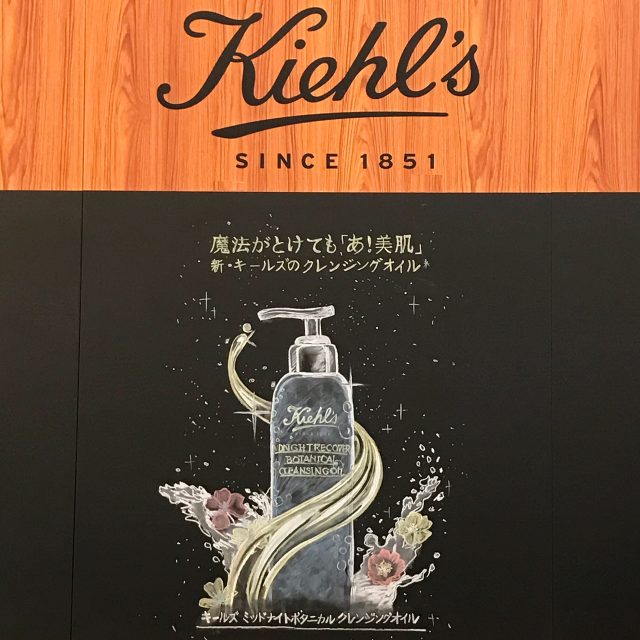 Kiehl's
SINCE 1851
魔法がとけても「あ!美肌」
新・キールズのクレンジングオイル*
Kiehl's
IDNIGHT RECOVER
BOTANICAL
CLEANSING OIL
キールズ ミッドナイトボタニカル クレンジングオイル